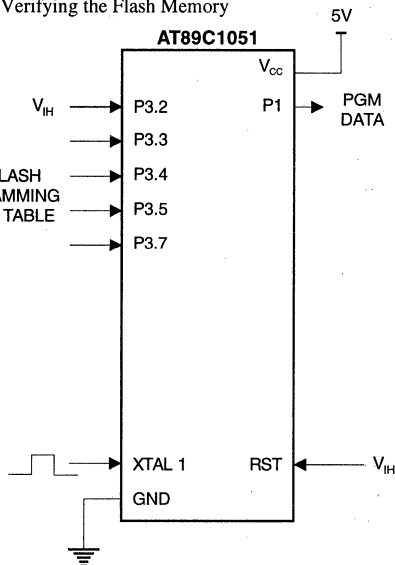 Verifying the Flash Memory
5V
AT89C1051
VCC
VIH
P3.2
P1
PGM
DATA
P3.3
P3.4
P3.5
TABLE
P3.7
XTAL 1
RST
VIH
GND